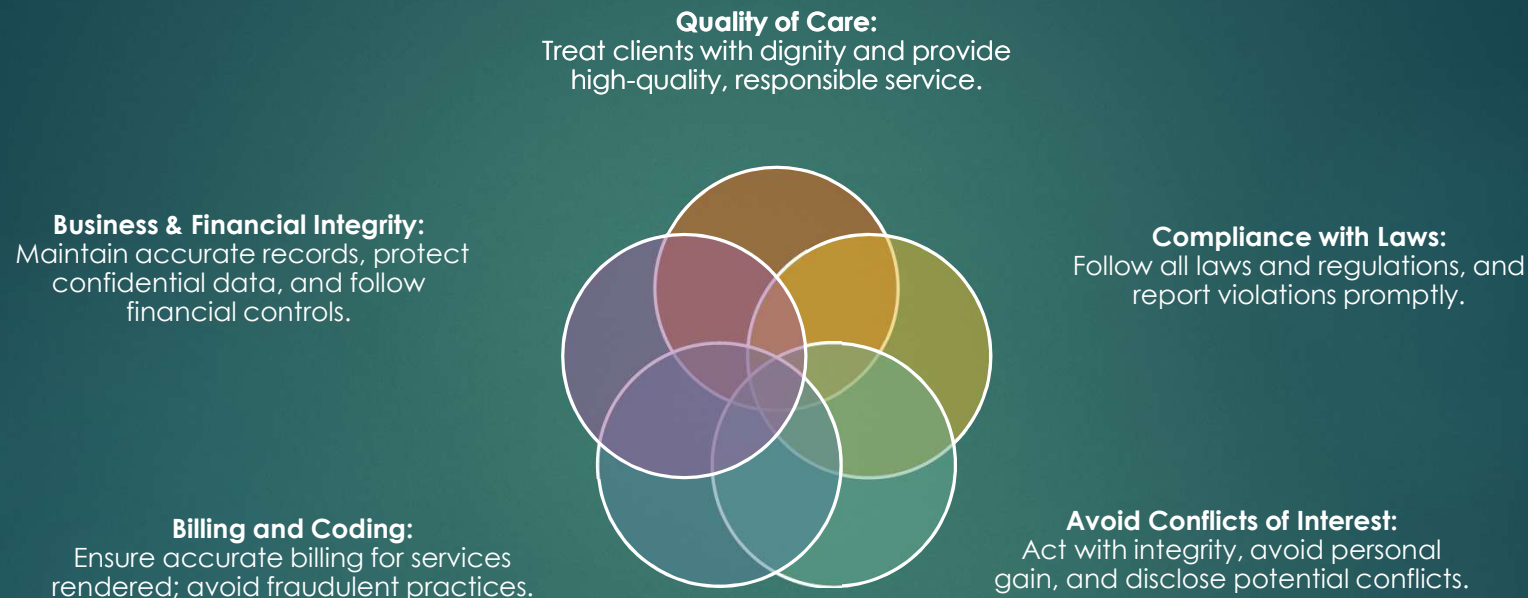 Quality of Care:
Treat clients with dignity and provide
high-quality, responsible service.
Business & Financial Integrity:
Maintain accurate records, protect
confidential data, and follow
financial controls.
Compliance with Laws:
Follow all laws and regulations, and
report violations promptly.
Billing and Coding:
Ensure accurate billing for services
rendered; avoid fraudulent practices.
Avoid Conflicts of Interest:
Act with integrity, avoid personal
gain, and disclose potential conflicts.